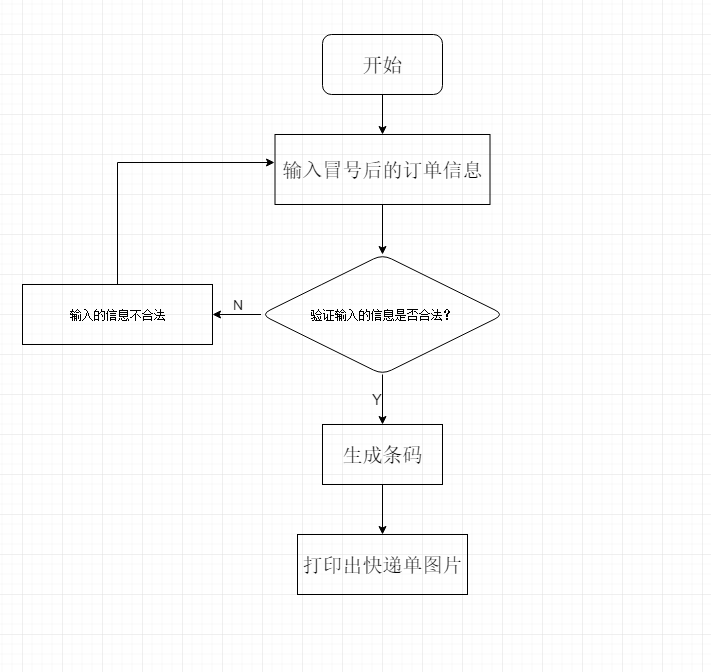 开始
输入冒号后的订单信息
验证输入的信息是否合法?
N
输入的信息不合法
Y
生成条码
打印出快递单图片